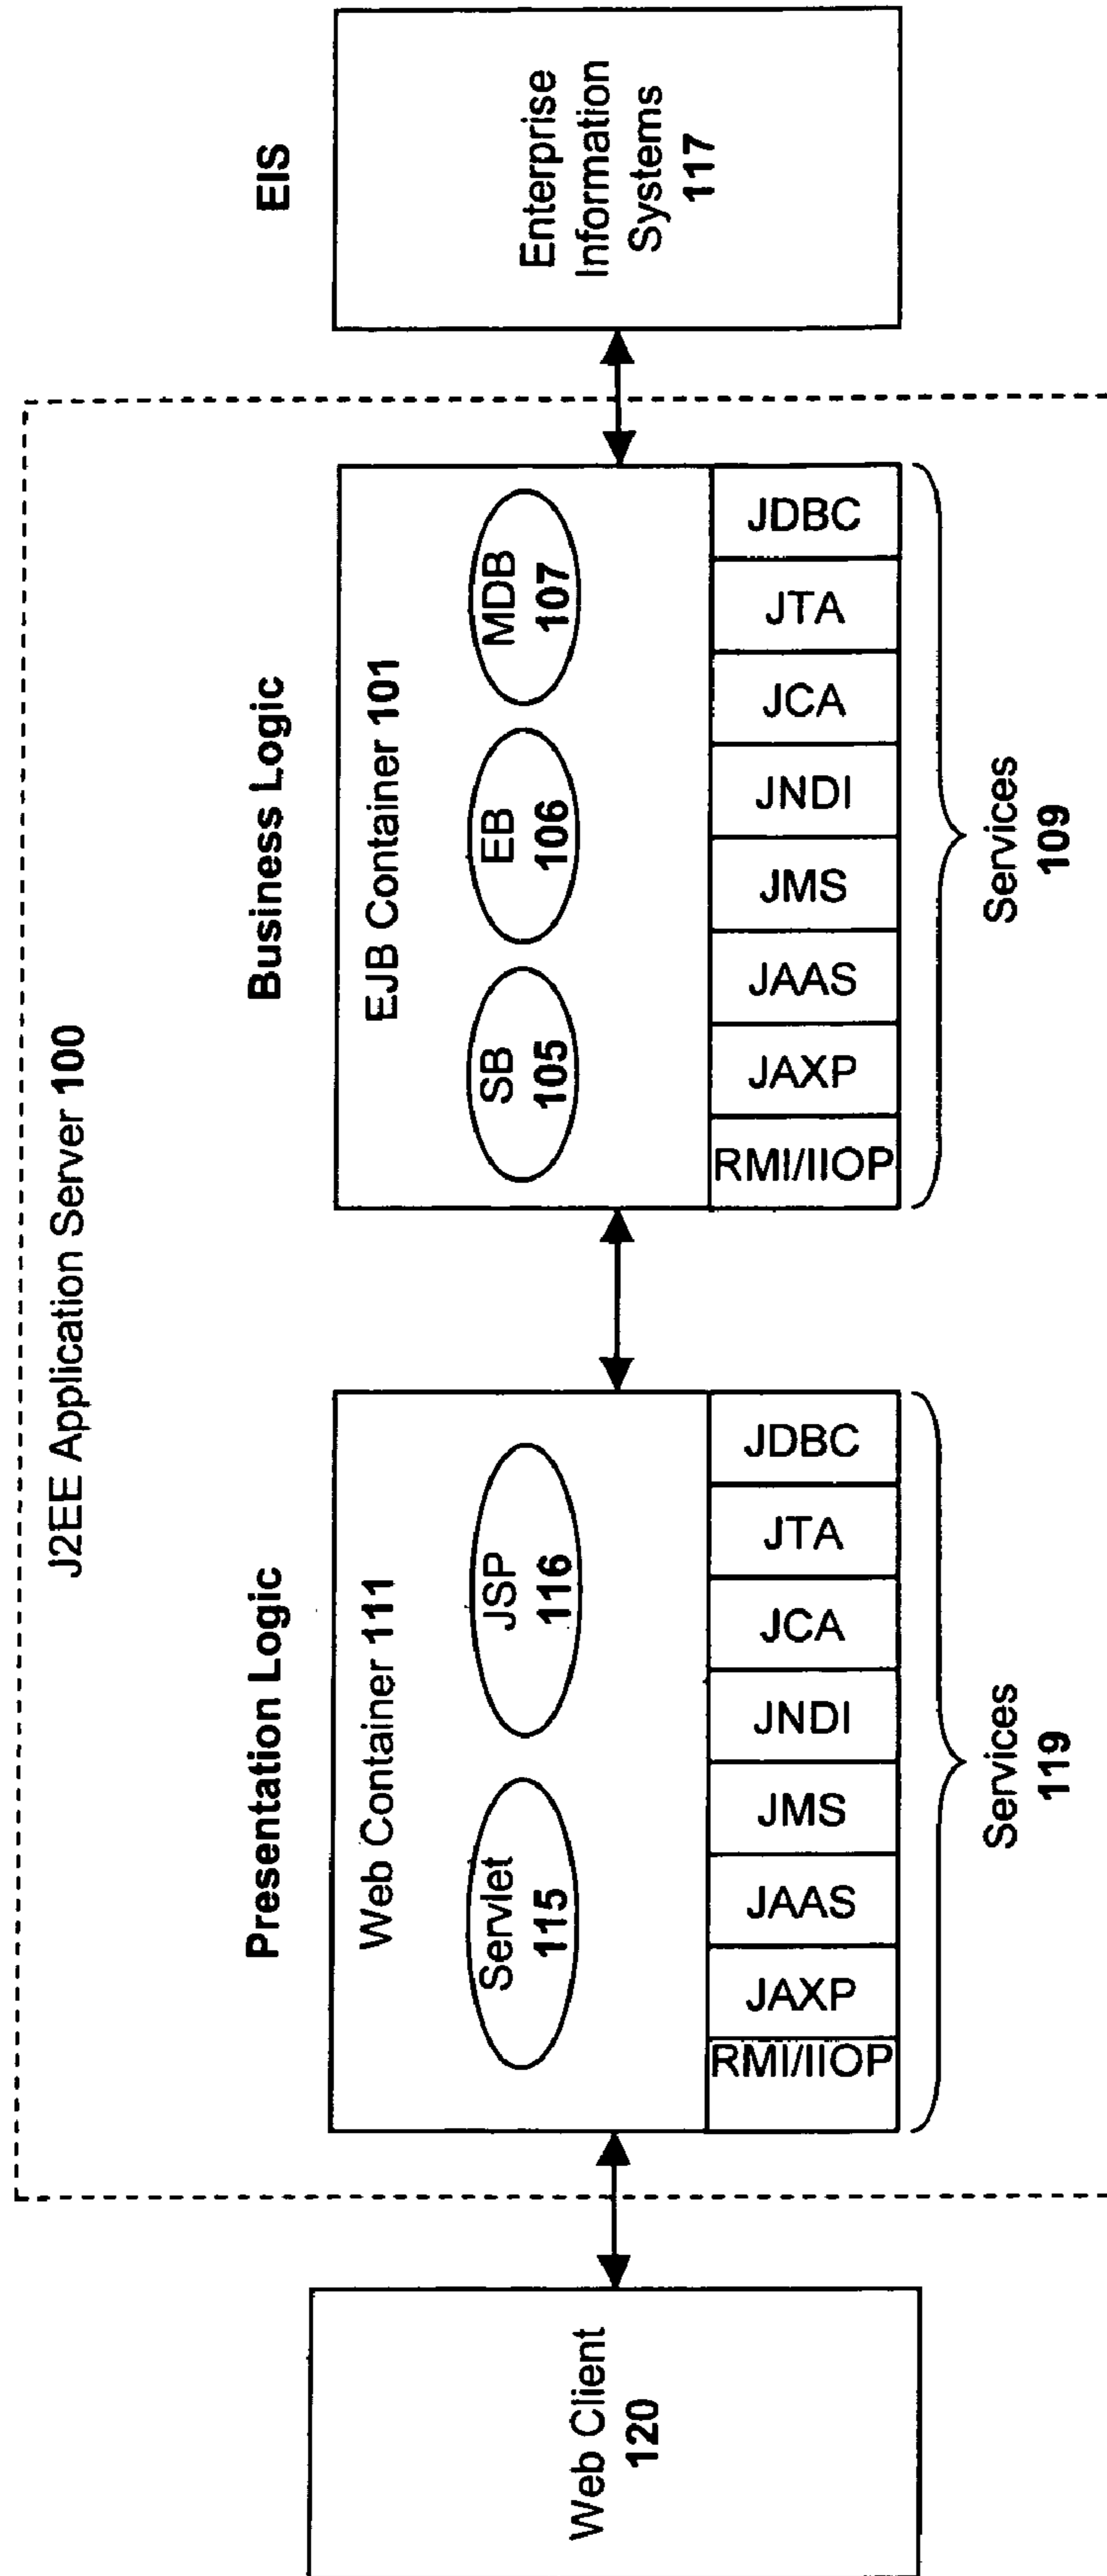 J2EE Application Server 100
Presentation Logic
Business Logic
EIS
Web Client
120
Web Container 111
Servlet
115
JSP
116
RMI/IIOP
JAXP
JAAS
JMS
JNDI
JCA
JTA
JDBC
Services
119
EJB Container 101
SB
105
EB
106
MDB
107
RMI/IIOP
JAXP
JAAS
JMS
JNDI
JCA
JTA
JDBC
Services
109
Enterprise
Information
Systems
117